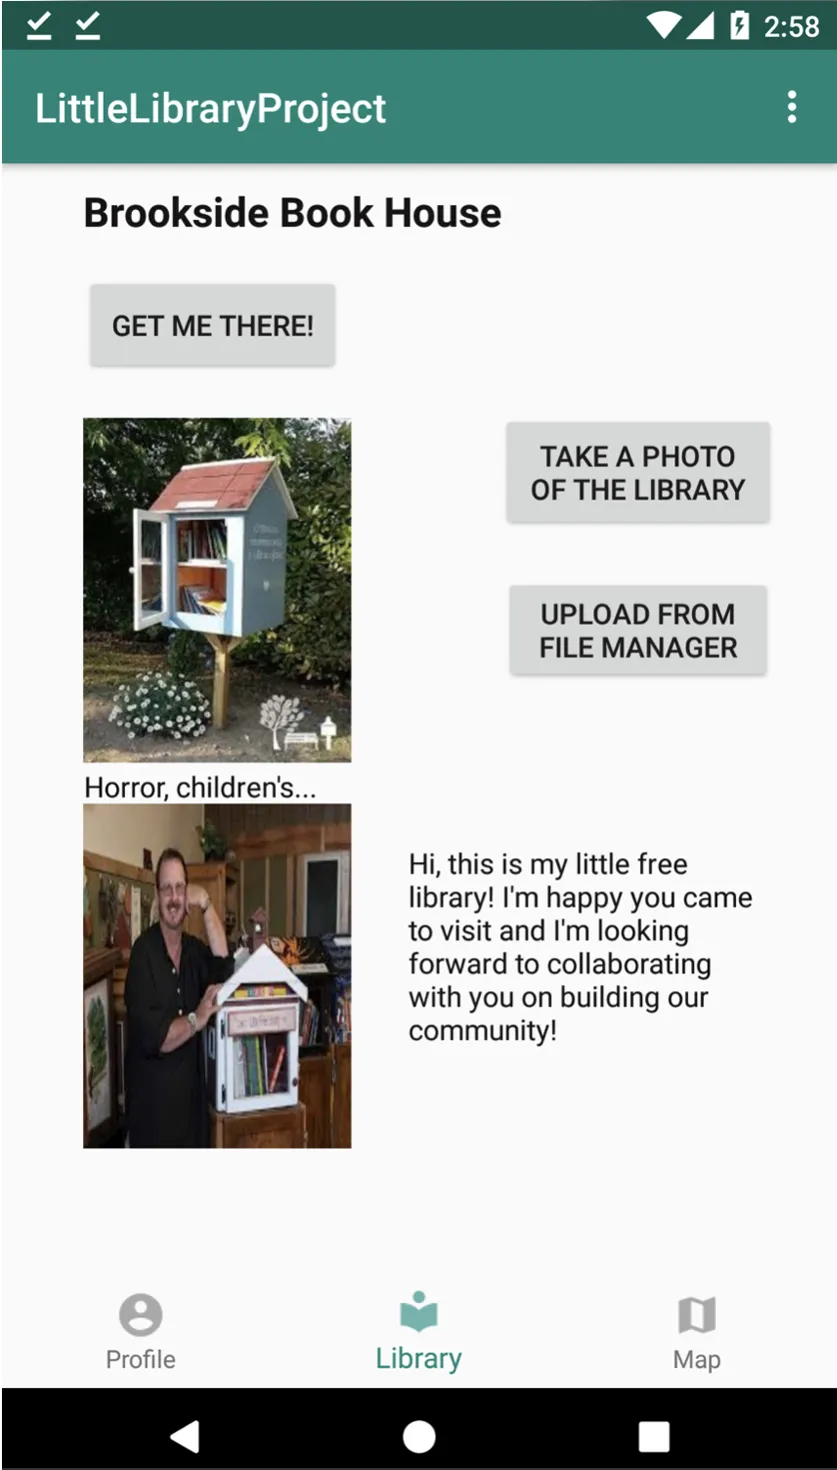 2:58
LittleLibraryProject
Brookside Book House
GET ME THERE!
TAKE A PHOTO
OF THE LIBRARY
UPLOAD FROM
FILE MANAGER
Horror, children's...
Hi, this is my little free
library! I'm happy you came
to visit and I'm looking
forward to collaborating
with you on building our
community!
Profile
Library
Map